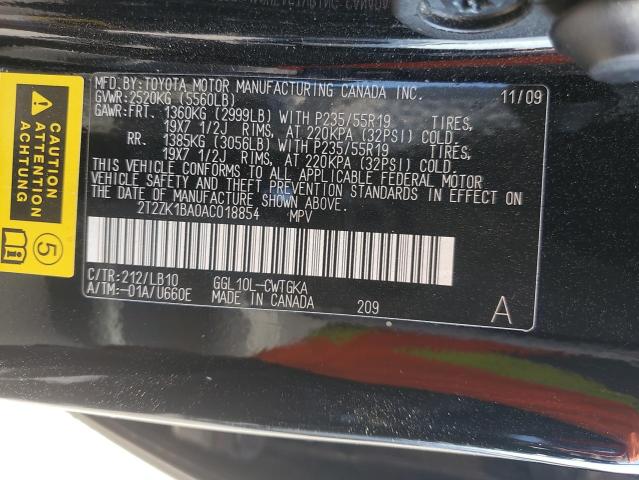 MFD.BY:TOYOTA MOTOR MANUFACTURING CANADA INC. 11/09
GVWR:2520KG (5560LB)
GAWR:FRT. 1360KG (2999LB) WITH P235/55R19 TIRES,
19X7 1/2J RIMS, AT 220KPA (32PSI) COLD.
RR. 1385KG (3056LB) WITH P235/55R19 TIRES,
19X7 1/2J RIMS, AT 220KPA (32PSI) COLD.
THIS VEHICLE CONFORMS TO ALL APPLICABLE FEDERAL MOTOR
VEHICLE SAFETY AND THEFT PREVENTION STANDARDS IN EFFECT
ON THE DATE OF MANUFACTURE SHOWN ABOVE.
2T2ZK1BA0AC018854 MPV
5
C/TR:212/LB10 GGL10L-CWTGKA
A/TM:-01A/U660E MADE IN CANADA 209 A